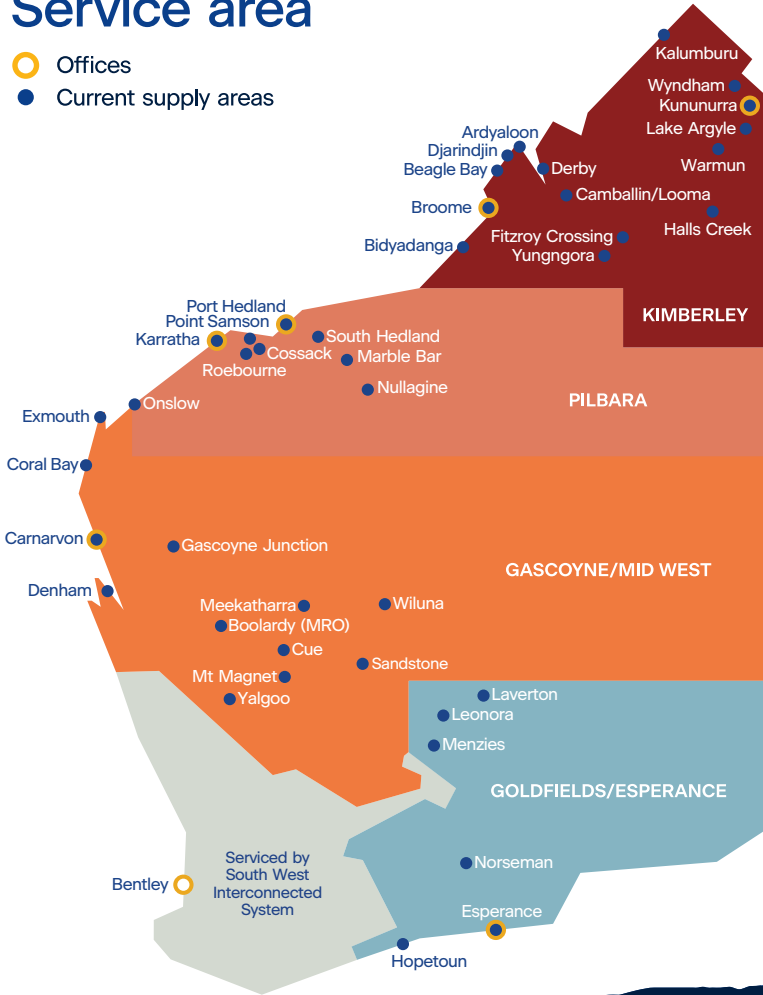 Service area
Offices
Current supply areas
Kalumburu
Wyndham
Kununurra
Lake Argyle
Warmun
Ardyaloon
Djarindjin
Beagle Bay
Derby
Camballin/Looma
Broome
Halls Creek
Fitzroy Crossing
Bidyadanga
Yungngora
KIMBERLEY
Port Hedland
Point Samson
Karratha
South Hedland
Cossack
Marble Bar
Roebourne
Nullagine
PILBARA
Onslow
Exmouth
Coral Bay
Carnarvon
Gascoyne Junction
GASCOYNE/MID WEST
Denham
Meekatharra
Wiluna
Boolardy (MRO)
Cue
Sandstone
Mt Magnet
Yalgoo
Laverton
Leonora
Menzies
GOLDFIELDS/ESPERANCE
Serviced by
South West
Interconnected
System
Norseman
Bentley
Esperance
Hopetoun